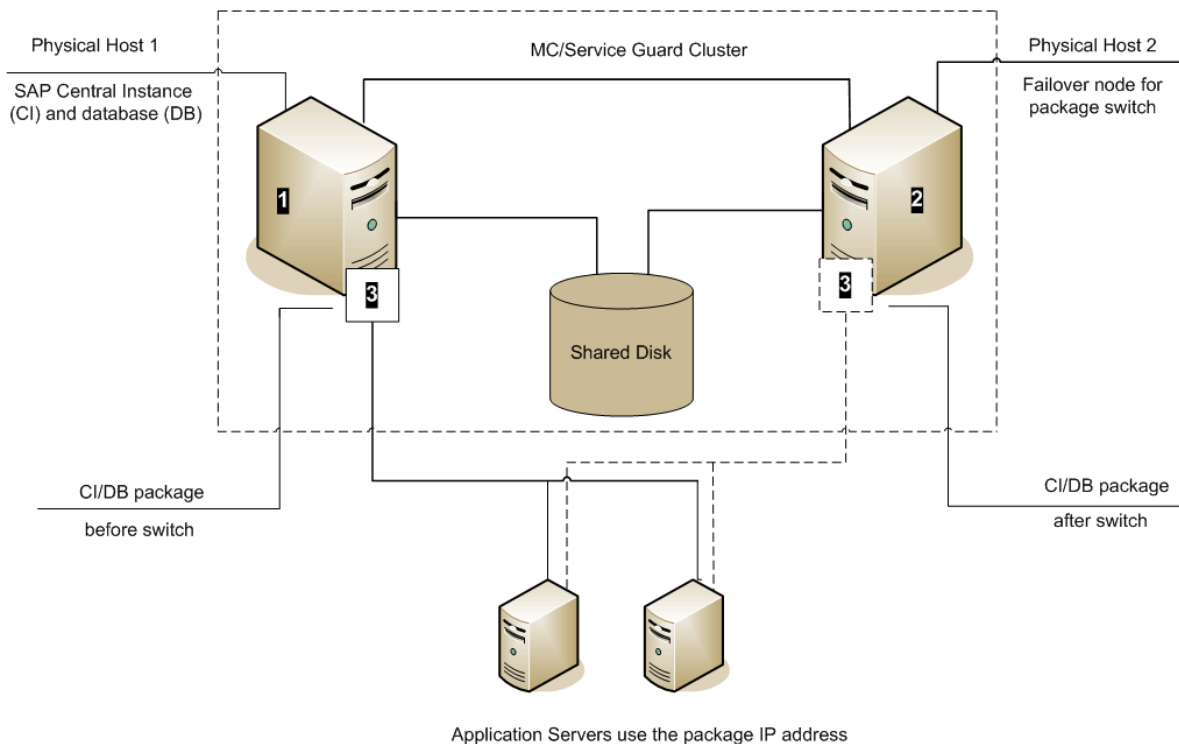 Physical Host 1
SAP Central Instance
(CI) and database (DB)
MC/Service Guard Cluster
Physical Host 2
Failover node for
package switch
1
2
3
3
Shared Disk
CI/DB package
before switch
CI/DB package
after switch
Application Servers use the package IP address